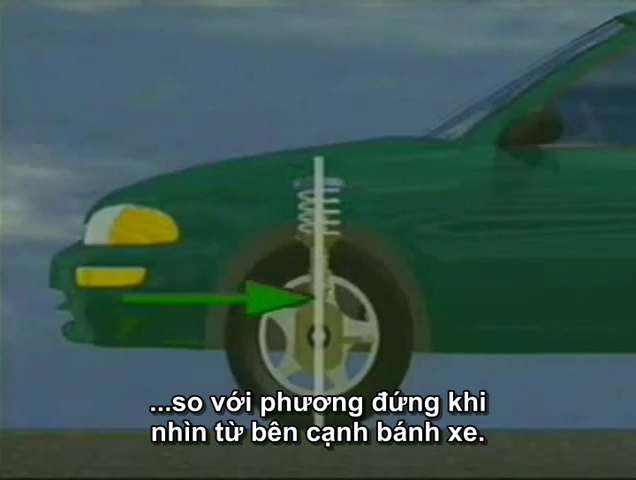 ...so với phương đứng khi
nhìn từ bên cạnh bánh xe.